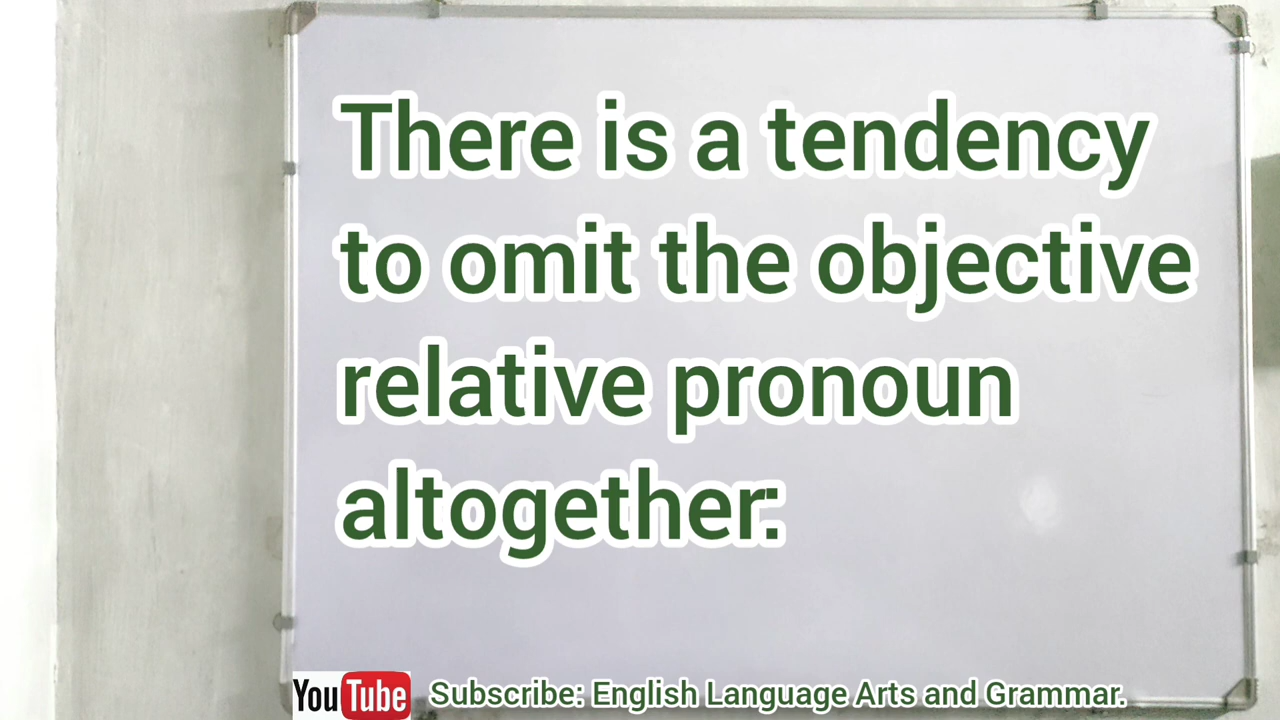 There is a tendency
to omit the objective
relative pronoun
altogether:
YouTube Subscribe: English Language Arts and Grammar.